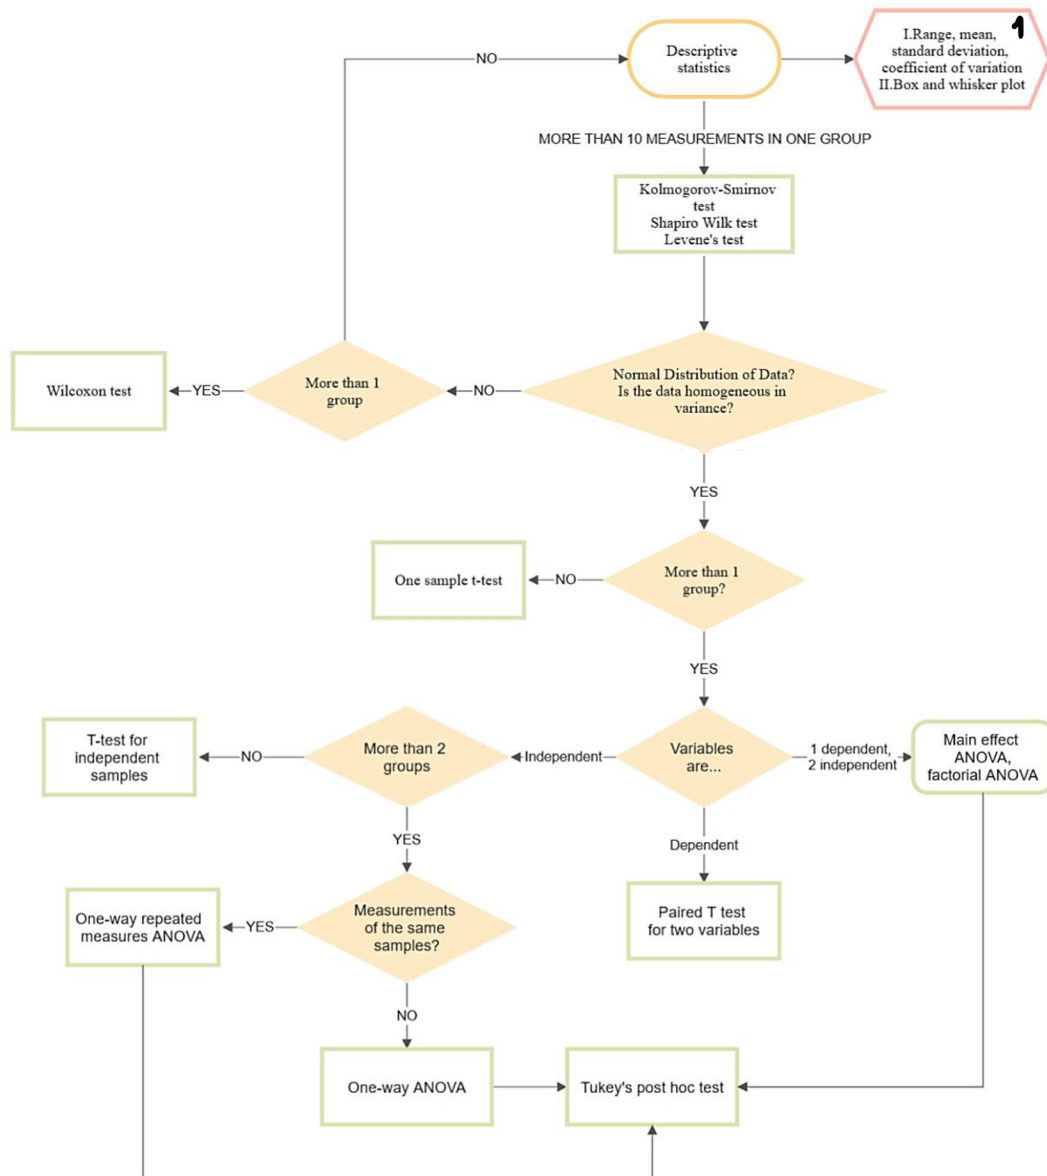 NO
Descriptive
statistics
1
I.Range, mean,
standard deviation,
coefficient of variation
II.Box and whisker plot
MORE THAN 10 MEASUREMENTS IN ONE GROUP
Kolmogorov-Smirnov
test
Shapiro Wilk test
Levene's test
Wilcoxon test
YES
More than 1
group
NO
Normal Distribution of Data?
Is the data homogeneous in
variance?
YES
One sample t-test
NO
More than 1
group?
YES
T-test for
independent
samples
NO
More than 2
groups
Independent
Variables
are...
1 dependent,
2 independent
Main effect
ANOVA,
factorial ANOVA
YES
Dependent
One-way repeated
measures ANOVA
YES
Measurements
of the same
samples?
Paired T test
for two variables
NO
One-way ANOVA
Tukey's post hoc test